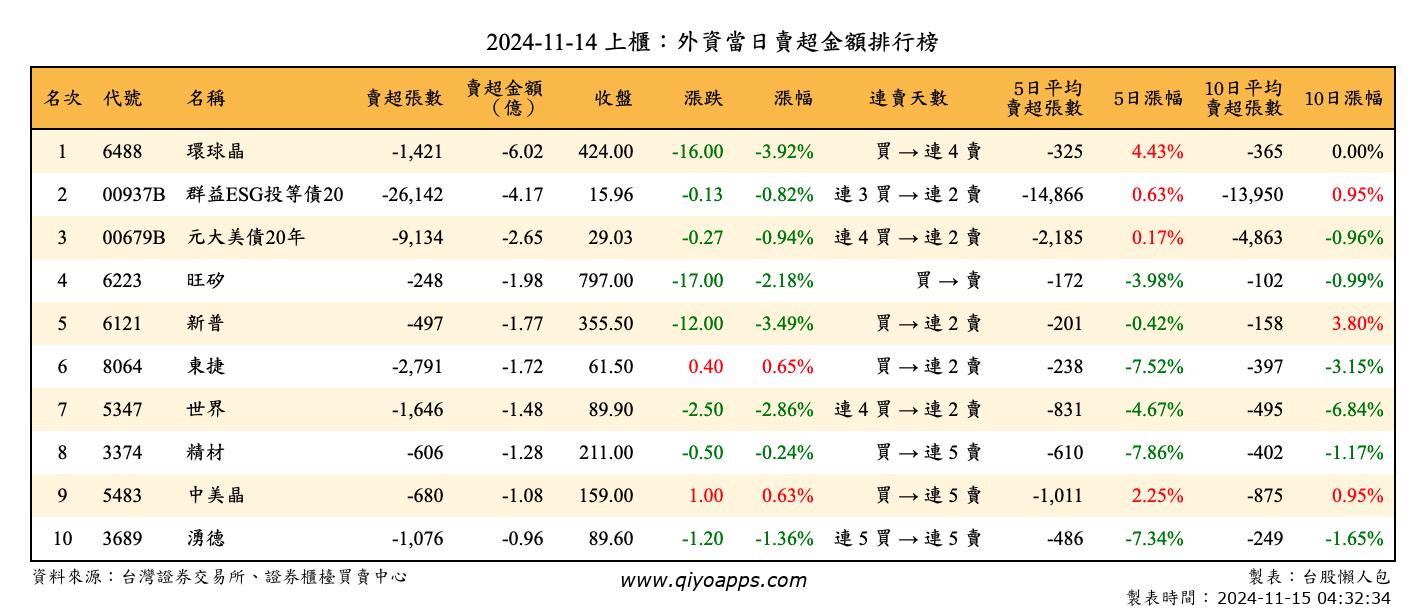 2024-11-14 上櫃：外資當日賣超金額排行榜
名次 代號 名稱 賣超張數 賣超金額（億） 收盤 漲跌 漲幅 連賣天數 5日平均賣超張數 5日漲幅 10日平均賣超張數 10日漲幅
1 6488 環球晶 -1,421 -6.02 424.00 -16.00 -3.92% 買 → 連 4 賣 -325 4.43% -365 0.00%
2 00937B 群益ESG投等債20 -26,142 -4.17 15.96 -0.13 -0.82% 連 3 買 → 連 2 賣 -14,866 0.63% -13,950 0.95%
3 00679B 元大美債20年 -9,134 -2.65 29.03 -0.27 -0.94% 連 4 買 → 連 2 賣 -2,185 0.17% -4,863 -0.96%
4 6223 旺矽 -248 -1.98 797.00 -17.00 -2.18% 買 → 賣 -172 -3.98% -102 -0.99%
5 6121 新普 -497 -1.77 355.50 -12.00 -3.49% 買 → 連 2 賣 -201 -0.42% -158 3.80%
6 8064 東捷 -2,791 -1.72 61.50 0.40 0.65% 買 → 連 2 賣 -238 -7.52% -397 -3.15%
7 5347 世界 -1,646 -1.48 89.90 -2.50 -2.86% 連 4 買 → 連 2 賣 -831 -4.67% -495 -6.84%
8 3374 精材 -606 -1.28 211.00 -0.50 -0.24% 買 → 連 5 賣 -610 -7.86% -402 -1.17%
9 5483 中美晶 -680 -1.08 159.00 1.00 0.63% 買 → 連 5 賣 -1,011 2.25% -875 0.95%
10 3689 湧德 -1,076 -0.96 89.60 -1.20 -1.36% 連 5 買 → 連 5 賣 -486 -7.34% -249 -1.65%
資料來源：台灣證券交易所、證券櫃檯買賣中心 www.qiyoapps.com 製表：台股懶人包
製表時間：2024-11-15 04:32:34